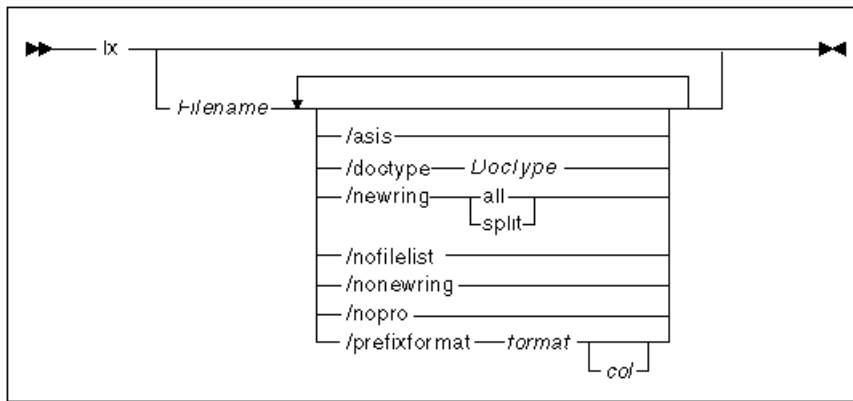 lx
Filename
/asis
/doctype Doctype
/newring all
split
/nofilelist
/nonewring
/nopro
/prefixformat format
col